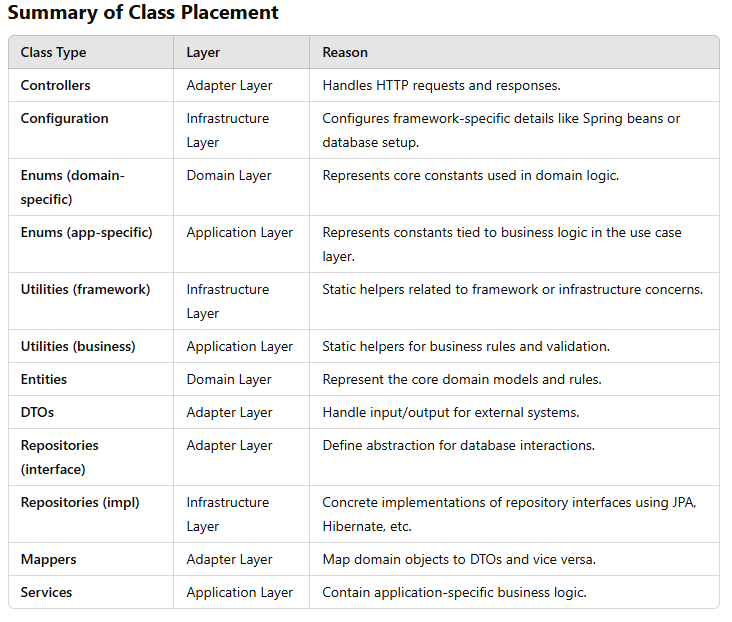 Summary of Class Placement
Class Type Layer Reason
Controllers Adapter Layer Handles HTTP requests and responses.
Configuration Infrastructure Configures framework-specific details like Spring beans or
Layer database setup.
Enums (domain- Domain Layer Represents core constants used in domain logic.
specific)
Enums (app-specific) Application Layer Represents constants tied to business logic in the use case
layer.
Utilities (framework) Infrastructure Static helpers related to framework or infrastructure concerns.
Layer
Utilities (business) Application Layer Static helpers for business rules and validation.
Entities Domain Layer Represent the core domain models and rules.
DTOs Adapter Layer Handle input/output for external systems.
Repositories Adapter Layer Define abstraction for database interactions.
(interface)
Repositories (impl) Infrastructure Concrete implementations of repository interfaces using JPA,
Layer Hibernate, etc.
Mappers Adapter Layer Map domain objects to DTOs and vice versa.
Services Application Layer Contain application-specific business logic.